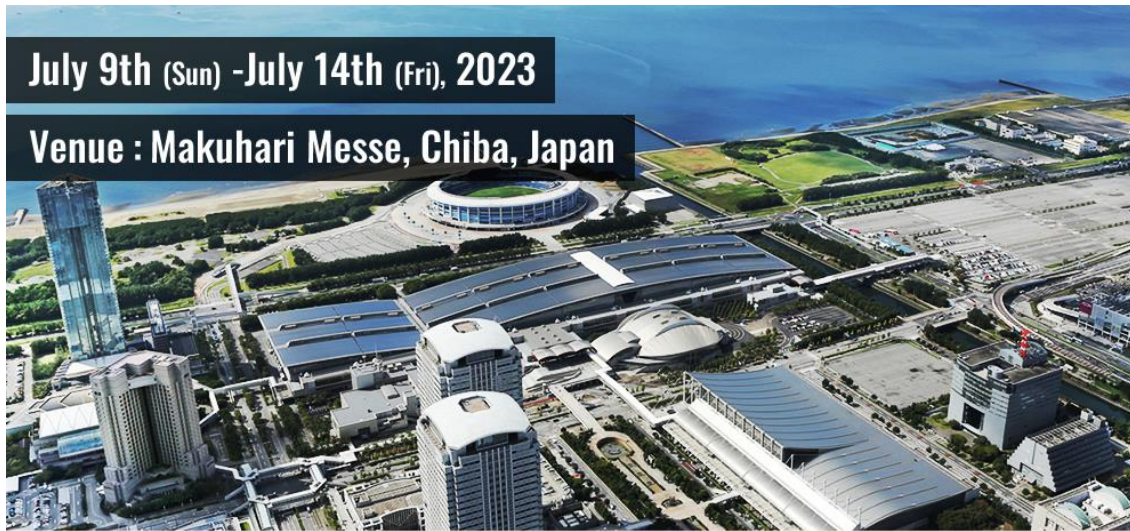 July 9th (Sun) -July 14th (Fri), 2023
Venue : Makuhari Messe, Chiba, Japan